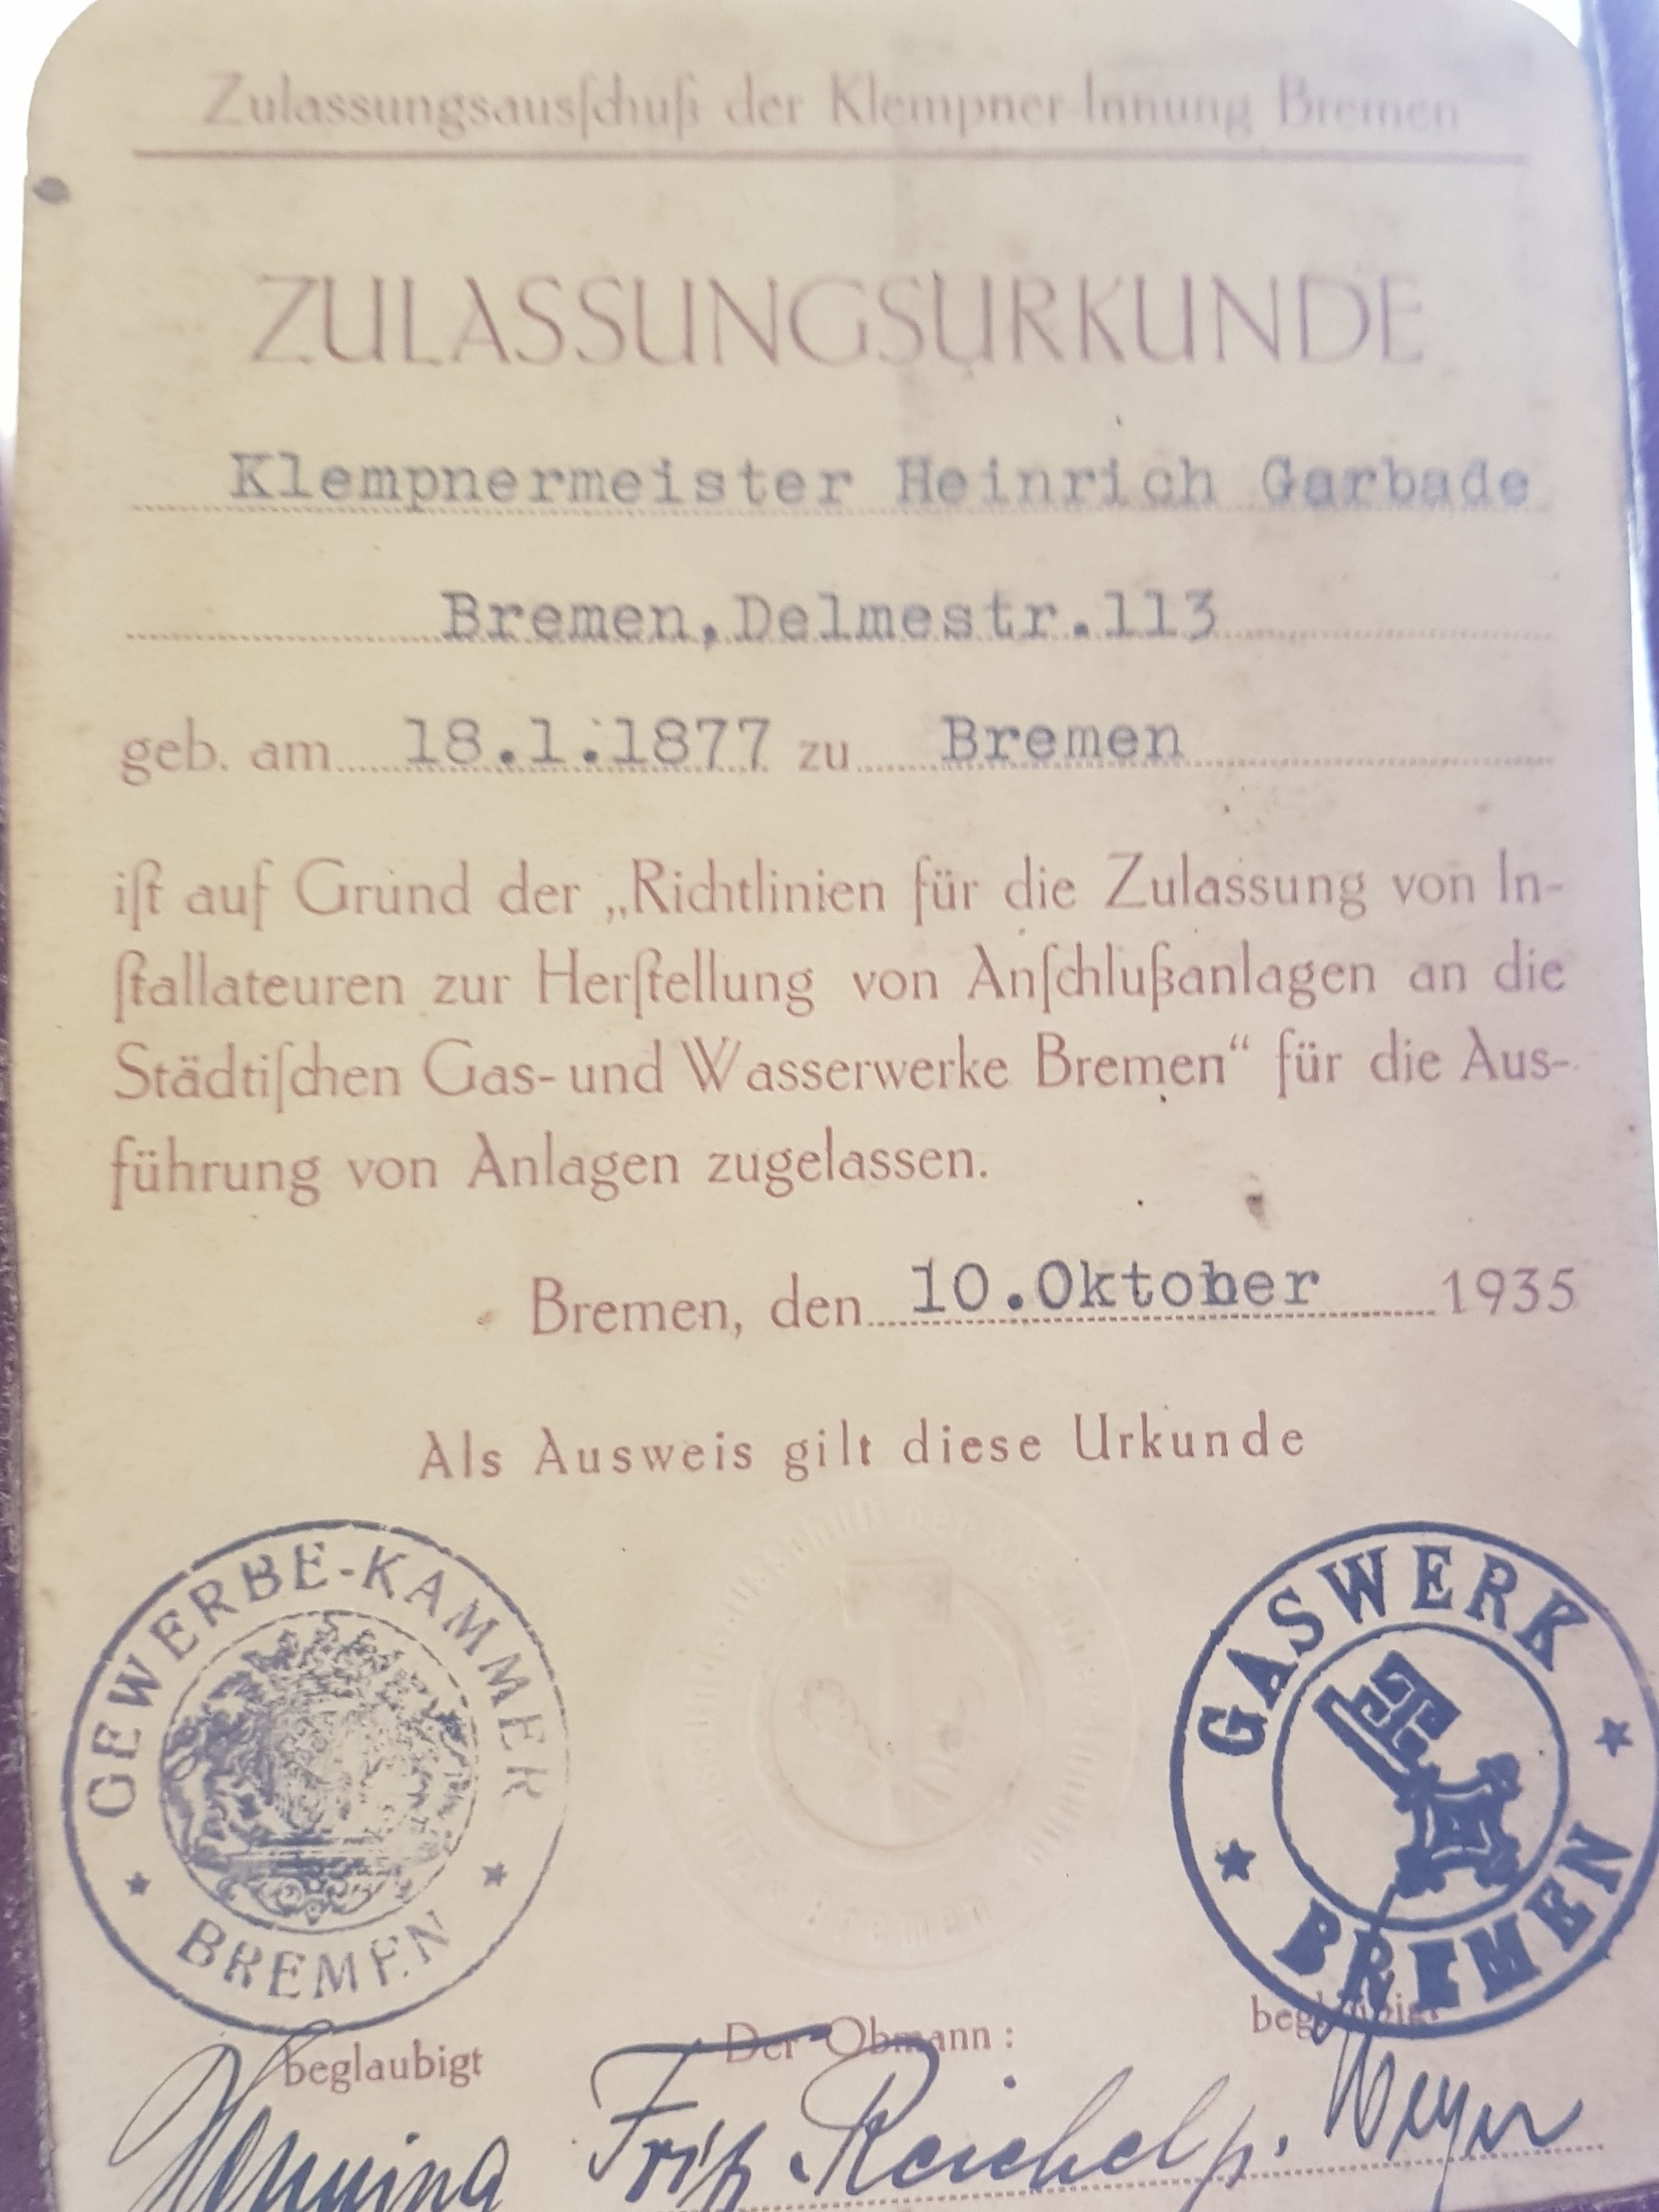 Zulassungsausſchuß der Klempner-Innung Bremen
ZULASSUNGSURKUNDE
Klempnermeister Heinrich Garbade
Bremen,Delmestr.113
geb. am 18.1.1877 zu Bremen
iſt auf Grund der „Richtlinien für die Zulassung von In-
ſtallateuren zur Herſtellung von Anſchlußanlagen an die
Städtiſchen Gas- und Wasserwerke Bremen“ für die Aus-
führung von Anlagen zugelassen.
Bremen, den 10.Oktober 1935
Als Ausweis gilt diese Urkunde
GEWERBE-KAMMER
BREMEN
Bremen
GASWERK
BREMEN
beglaubigt
Der Obmann:
beglaubigt
Fritz Reichel
Meyer